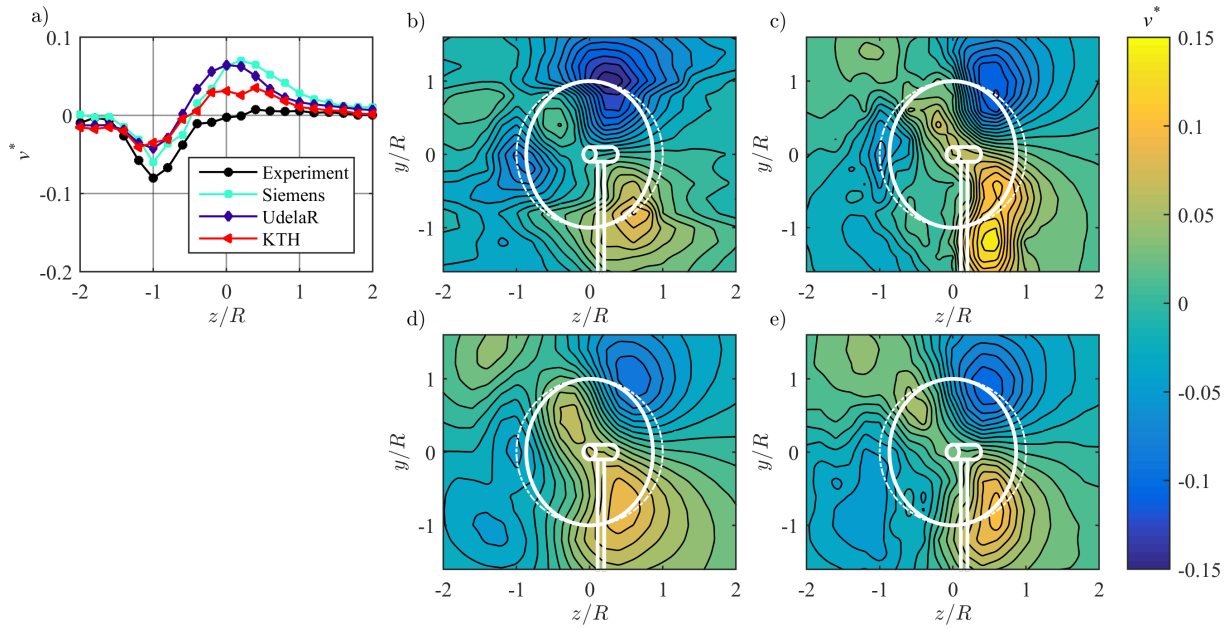 a)
0.1
0
-0.1
-0.2
v*
Experiment
Siemens
UdelaR
KTH
-2 -1 0 1 2
z/R
b)
1
0
-1
y/R
-2 -1 0 1 2
z/R
c)
1
0
-1
y/R
-2 -1 0 1 2
z/R
d)
1
0
-1
y/R
-2 -1 0 1 2
z/R
e)
1
0
-1
y/R
-2 -1 0 1 2
z/R
v*
0.15
0.1
0.05
0
-0.05
-0.1
-0.15